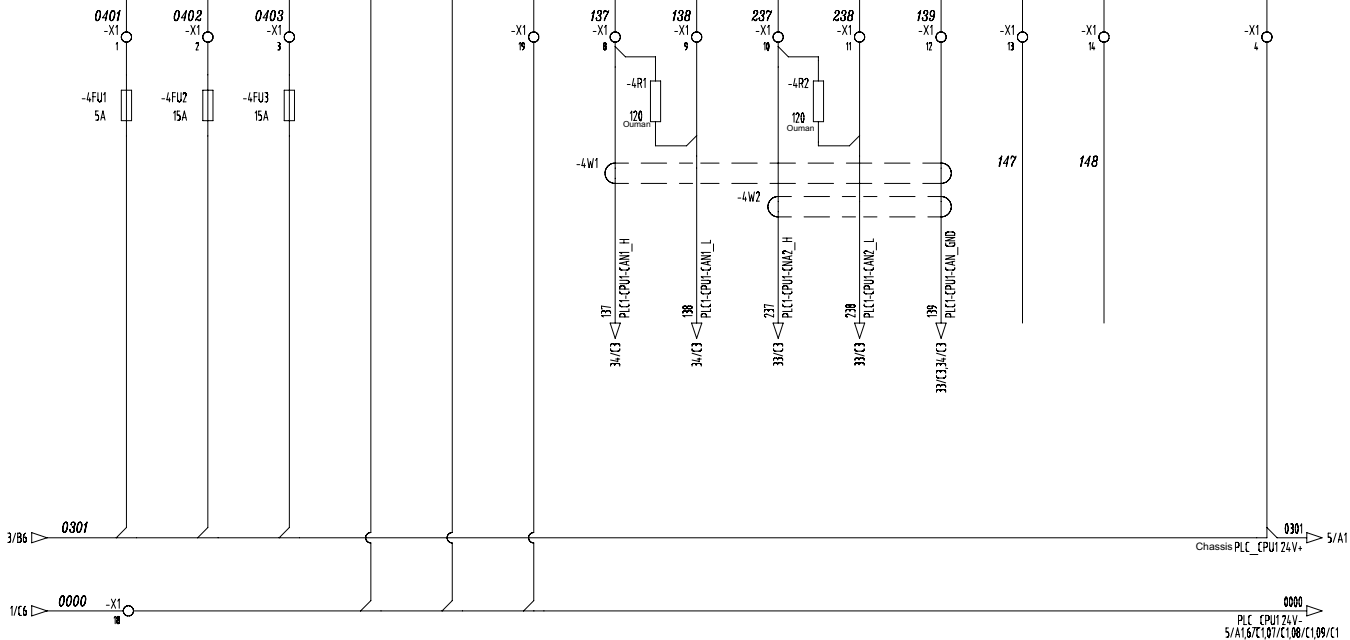 0401 0402 0403 137 138 237 238 139
-X1 -X1 -X1 -X1 -X1 -X1 -X1 -X1 -X1 -X1 -X1
1 2 3 19 8 9 10 11 12 13 14 4
-4FU1 -4FU2 -4FU3 -4R1 -4R2
5A 15A 15A 120 120
Ouman Ouman
-4W1 147 148
-4W2
PLC1-CPU1-CAN1_H
PLC1-CPU1-CAN1_L
PLC1-CPU1-CNA2_H
PLC1-CPU1-CAN2_L
PLC1-CPU1-CAN_GND
137 138 237 238 139
34/C3 34/C3 33/C3 33/C3 33/C3,34/C3
3/B6 0301 0301 5/A1
Chassis PLC_CPU1 24V+
1/C6 0000 -X1 0000
18
PLC_CPU1 24V-
5/A1,6/C1,07/C1,08/C1,09/C1